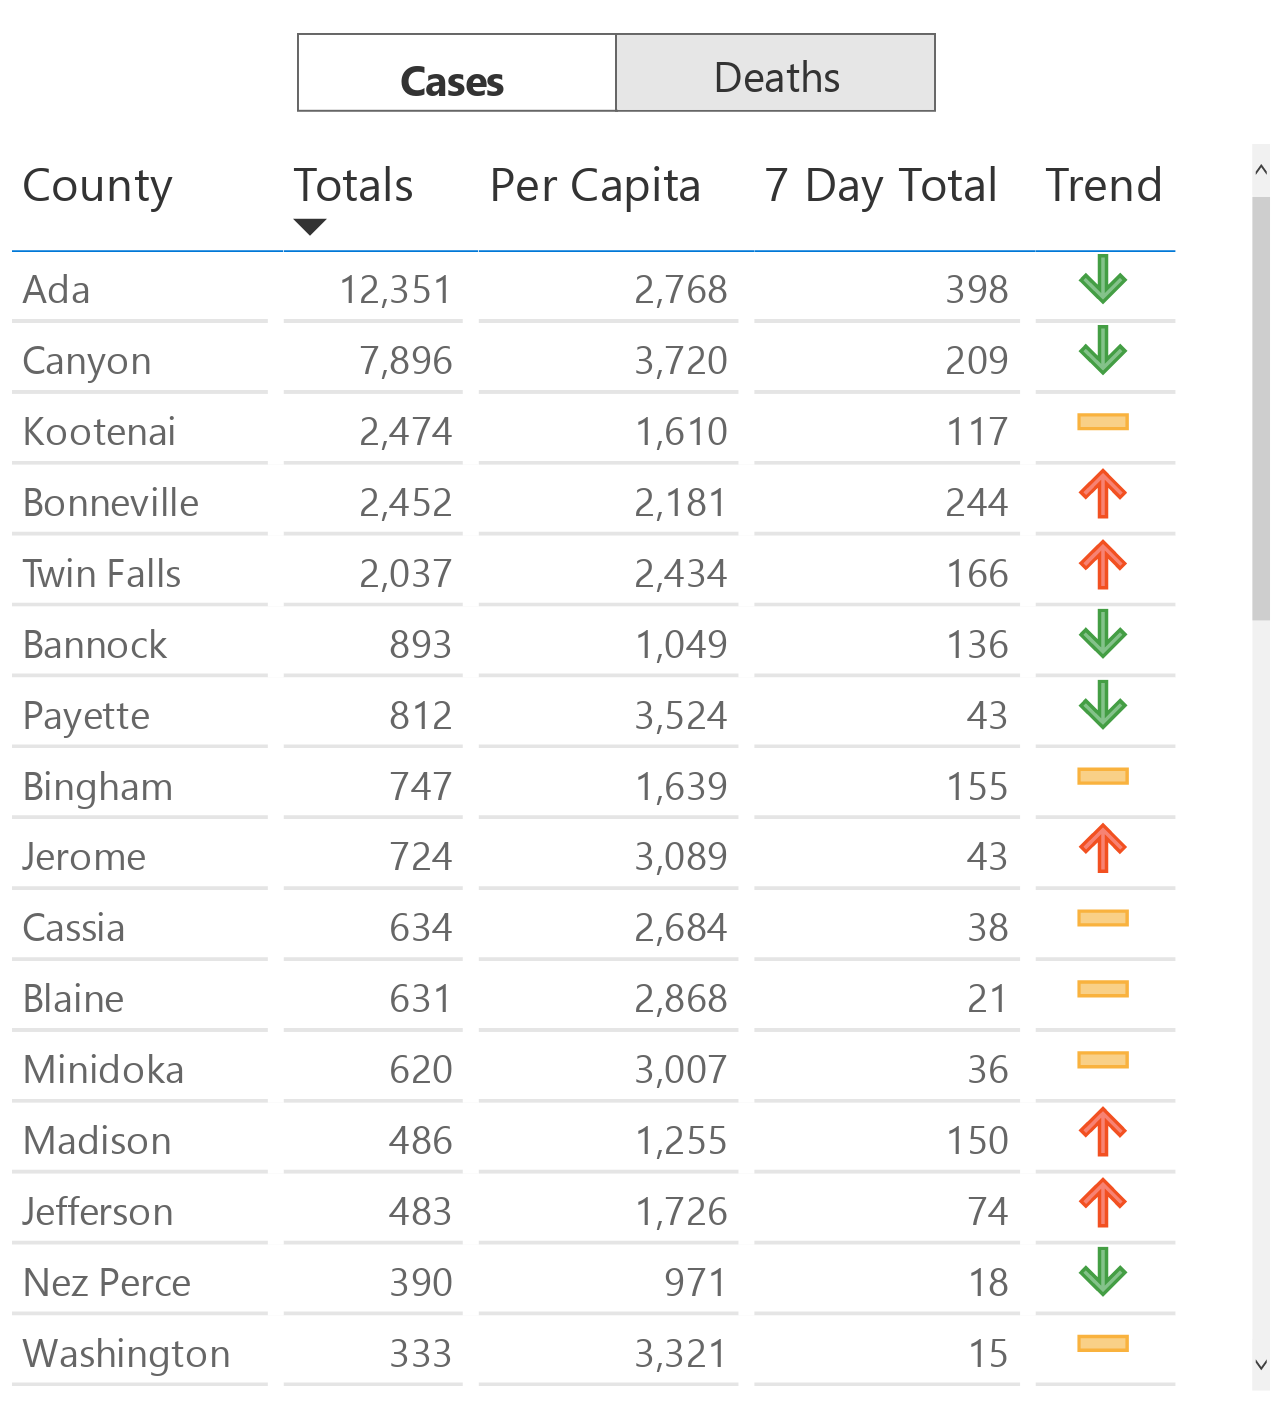 Cases Deaths
County Totals Per Capita 7 Day Total Trend
Ada 12,351 2,768 398
Canyon 7,896 3,720 209
Kootenai 2,474 1,610 117
Bonneville 2,452 2,181 244
Twin Falls 2,037 2,434 166
Bannock 893 1,049 136
Payette 812 3,524 43
Bingham 747 1,639 155
Jerome 724 3,089 43
Cassia 634 2,684 38
Blaine 631 2,868 21
Minidoka 620 3,007 36
Madison 486 1,255 150
Jefferson 483 1,726 74
Nez Perce 390 971 18
Washington 333 3,321 15